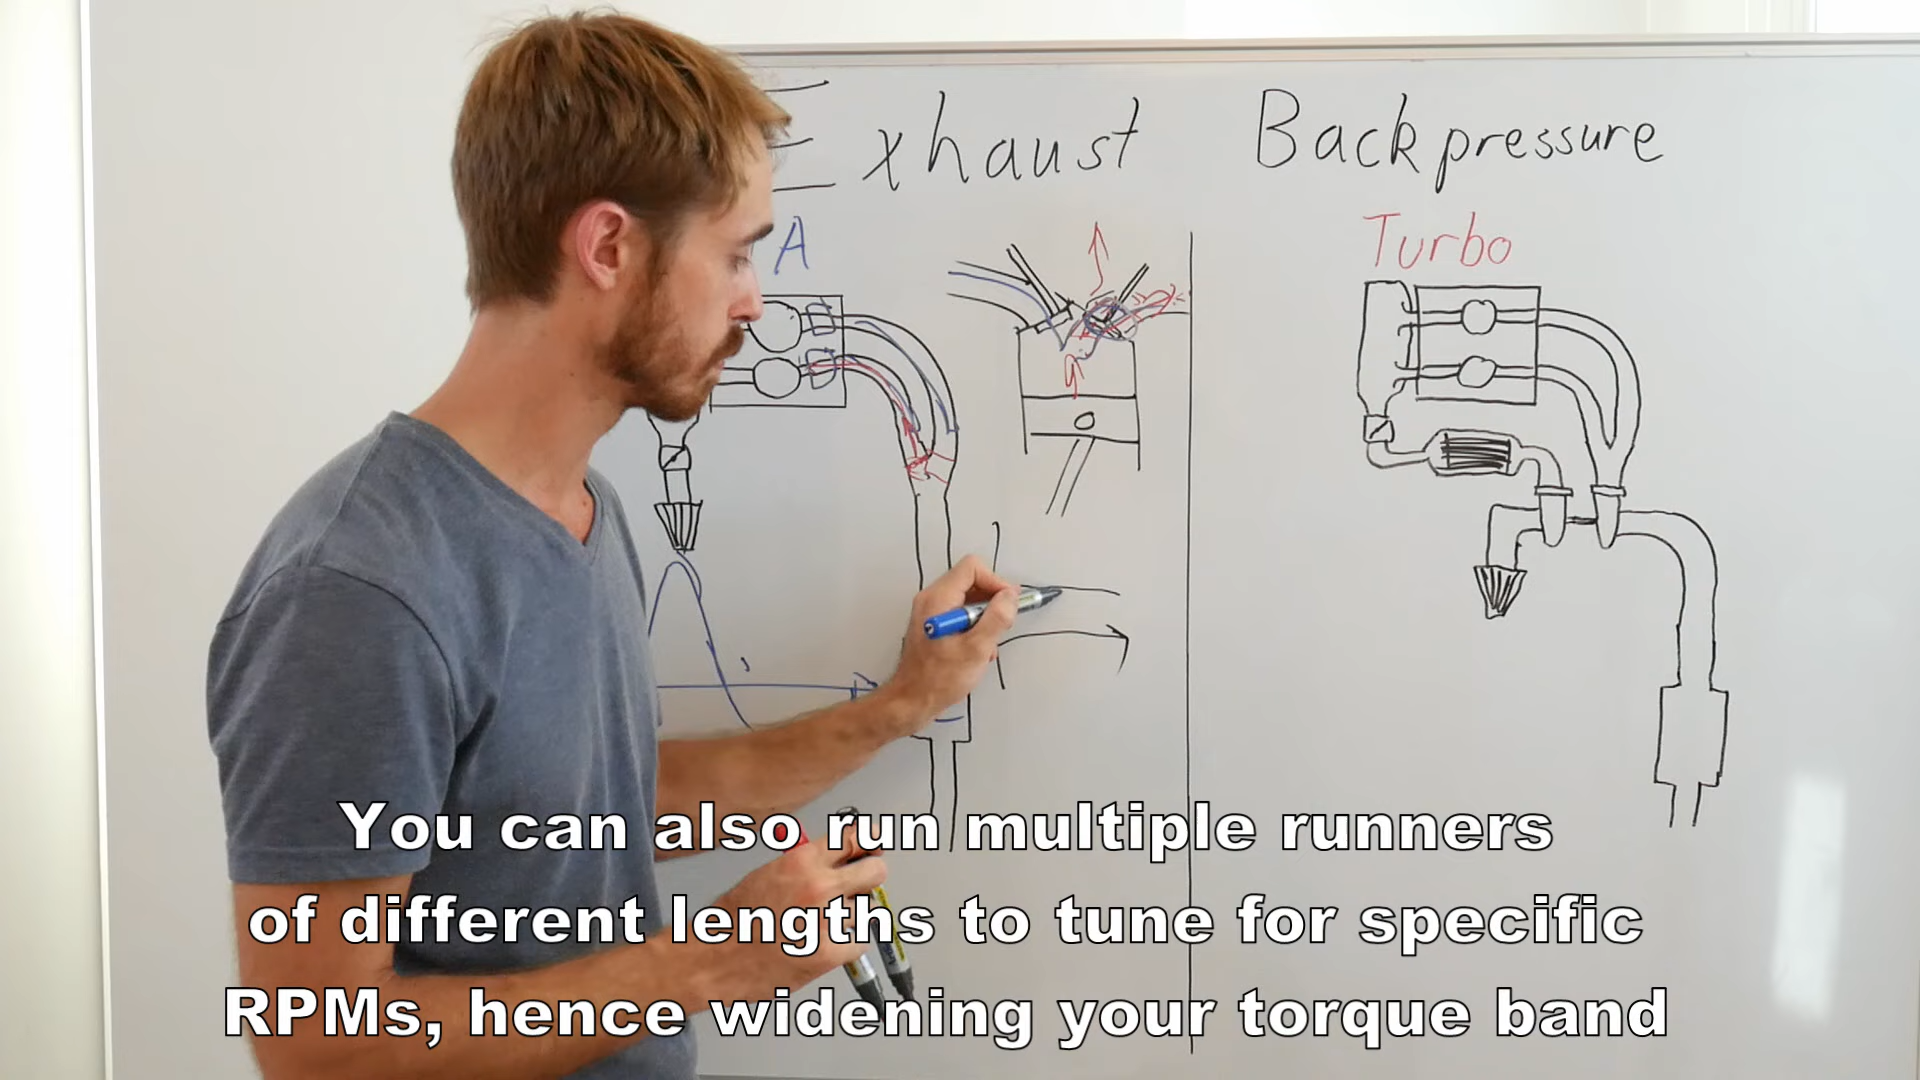 Exhaust Backpressure
A
Turbo
You can also run multiple runners
of different lengths to tune for specific
RPMs, hence widening your torque band